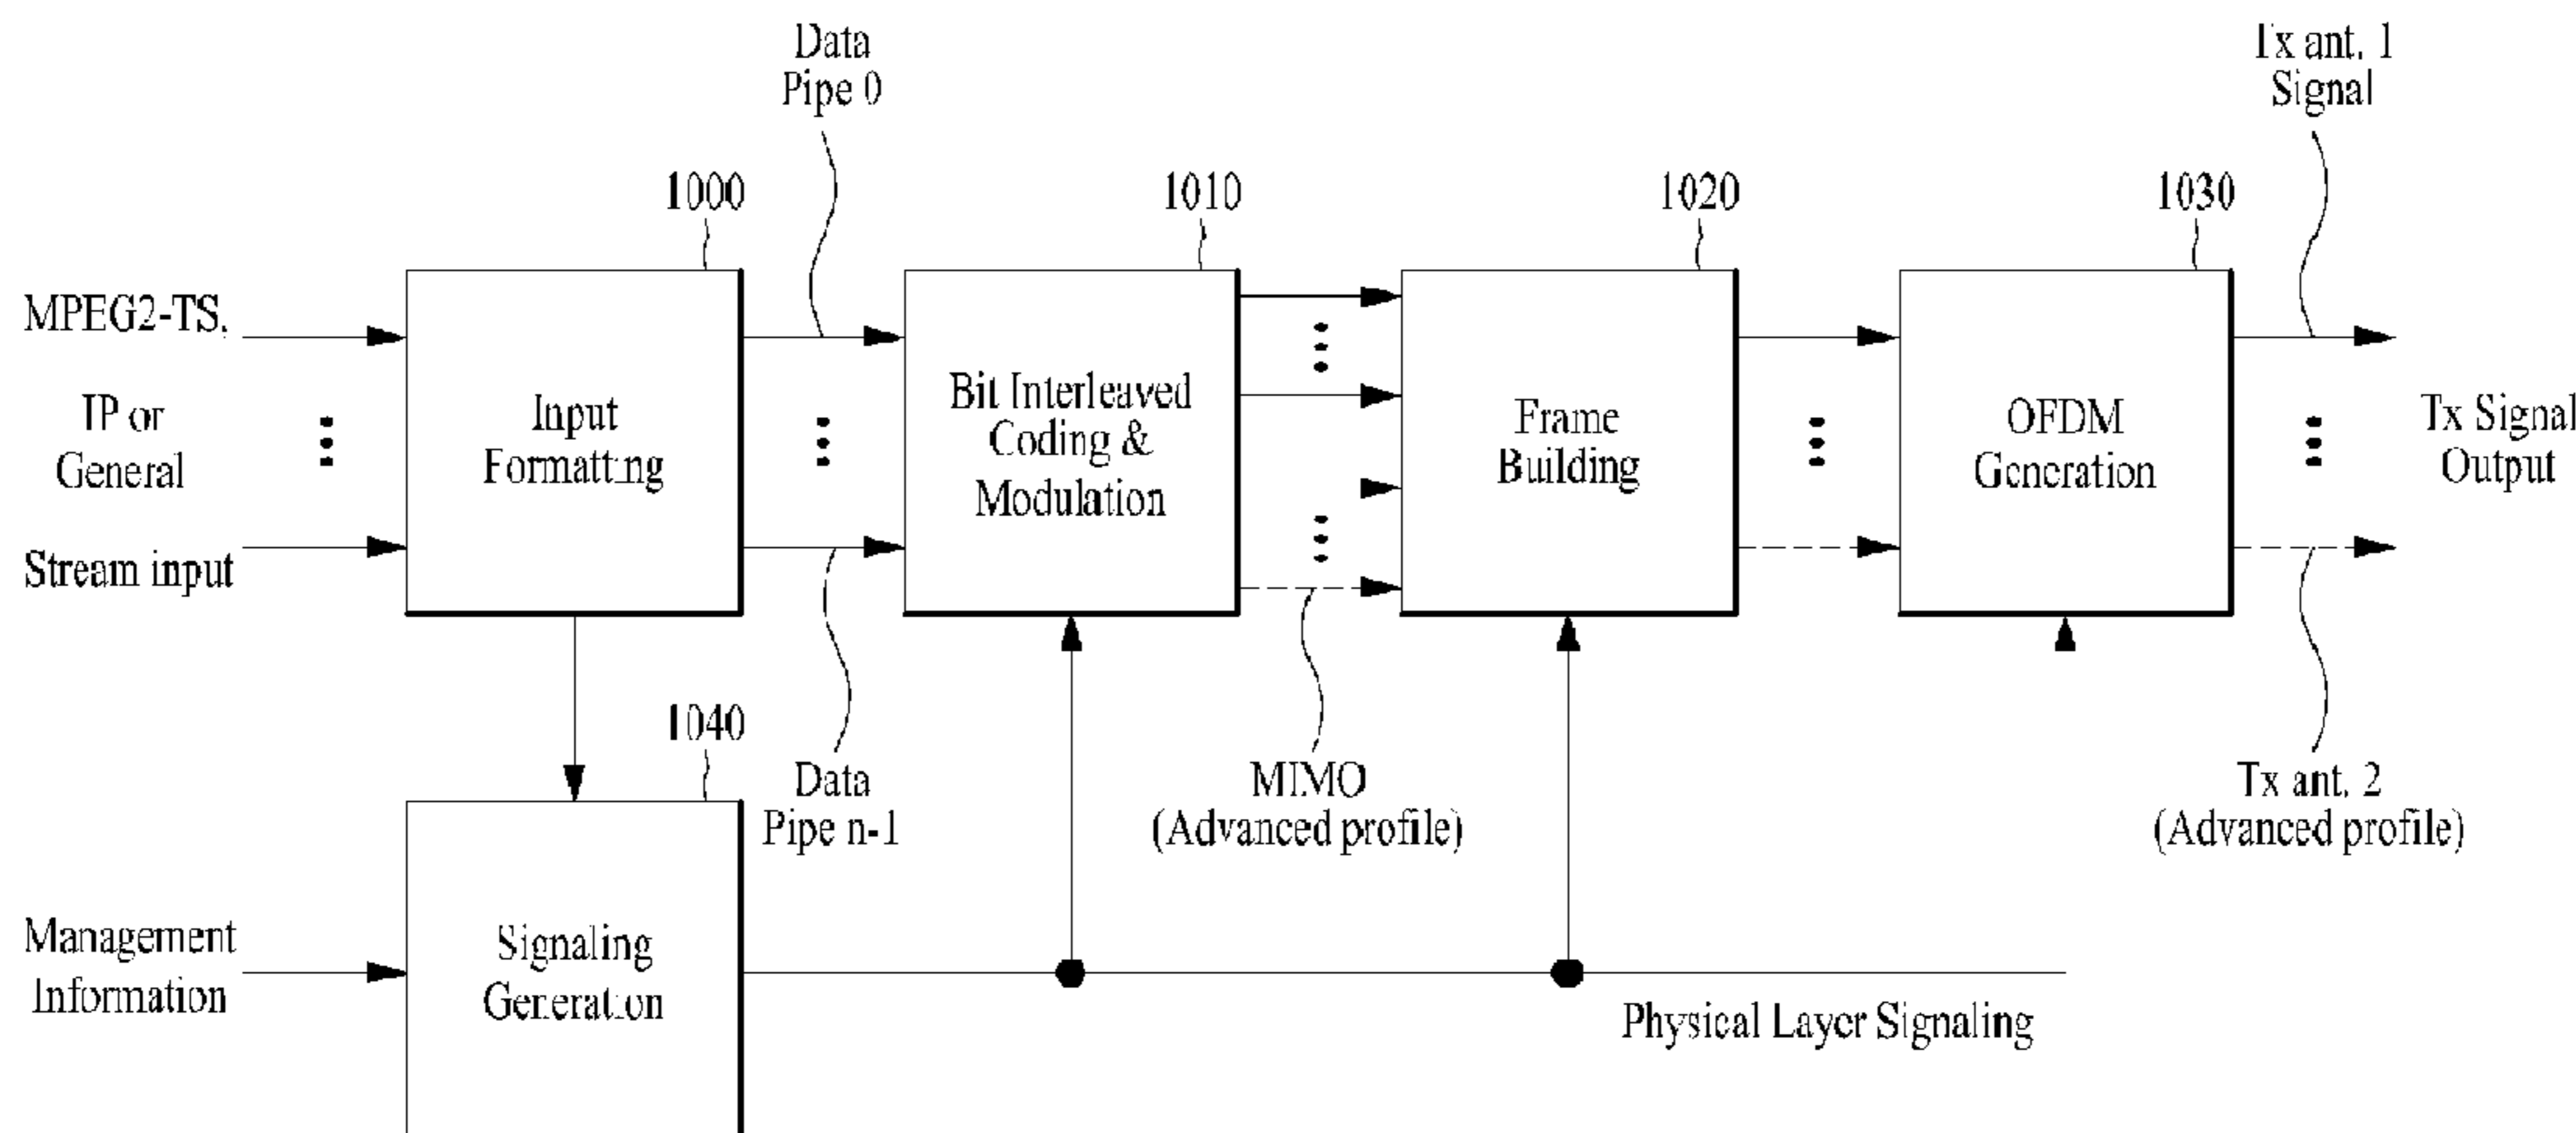 Data
Pipe 0
Tx ant. 1
Signal
1000
1010
1020
1030
MPEG2-TS,
IP or
General
Stream input
Input
Formatting
Bit Interleaved
Coding &
Modulation
Frame
Building
OFDM
Generation
Tx Signal
Output
1040
Data
Pipe n-1
MIMO
(Advanced profile)
Tx ant. 2
(Advanced profile)
Management
Information
Signaling
Generation
Physical Layer Signaling